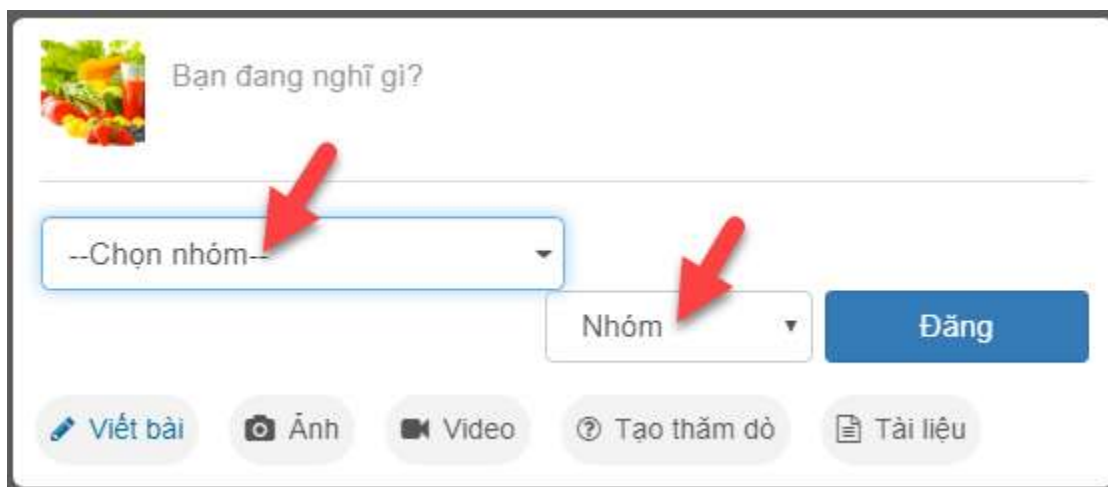 Bạn đang nghĩ gì?
--Chọn nhóm--
Nhóm
Đăng
Viết bài Ảnh Video Tạo thăm dò Tài liệu